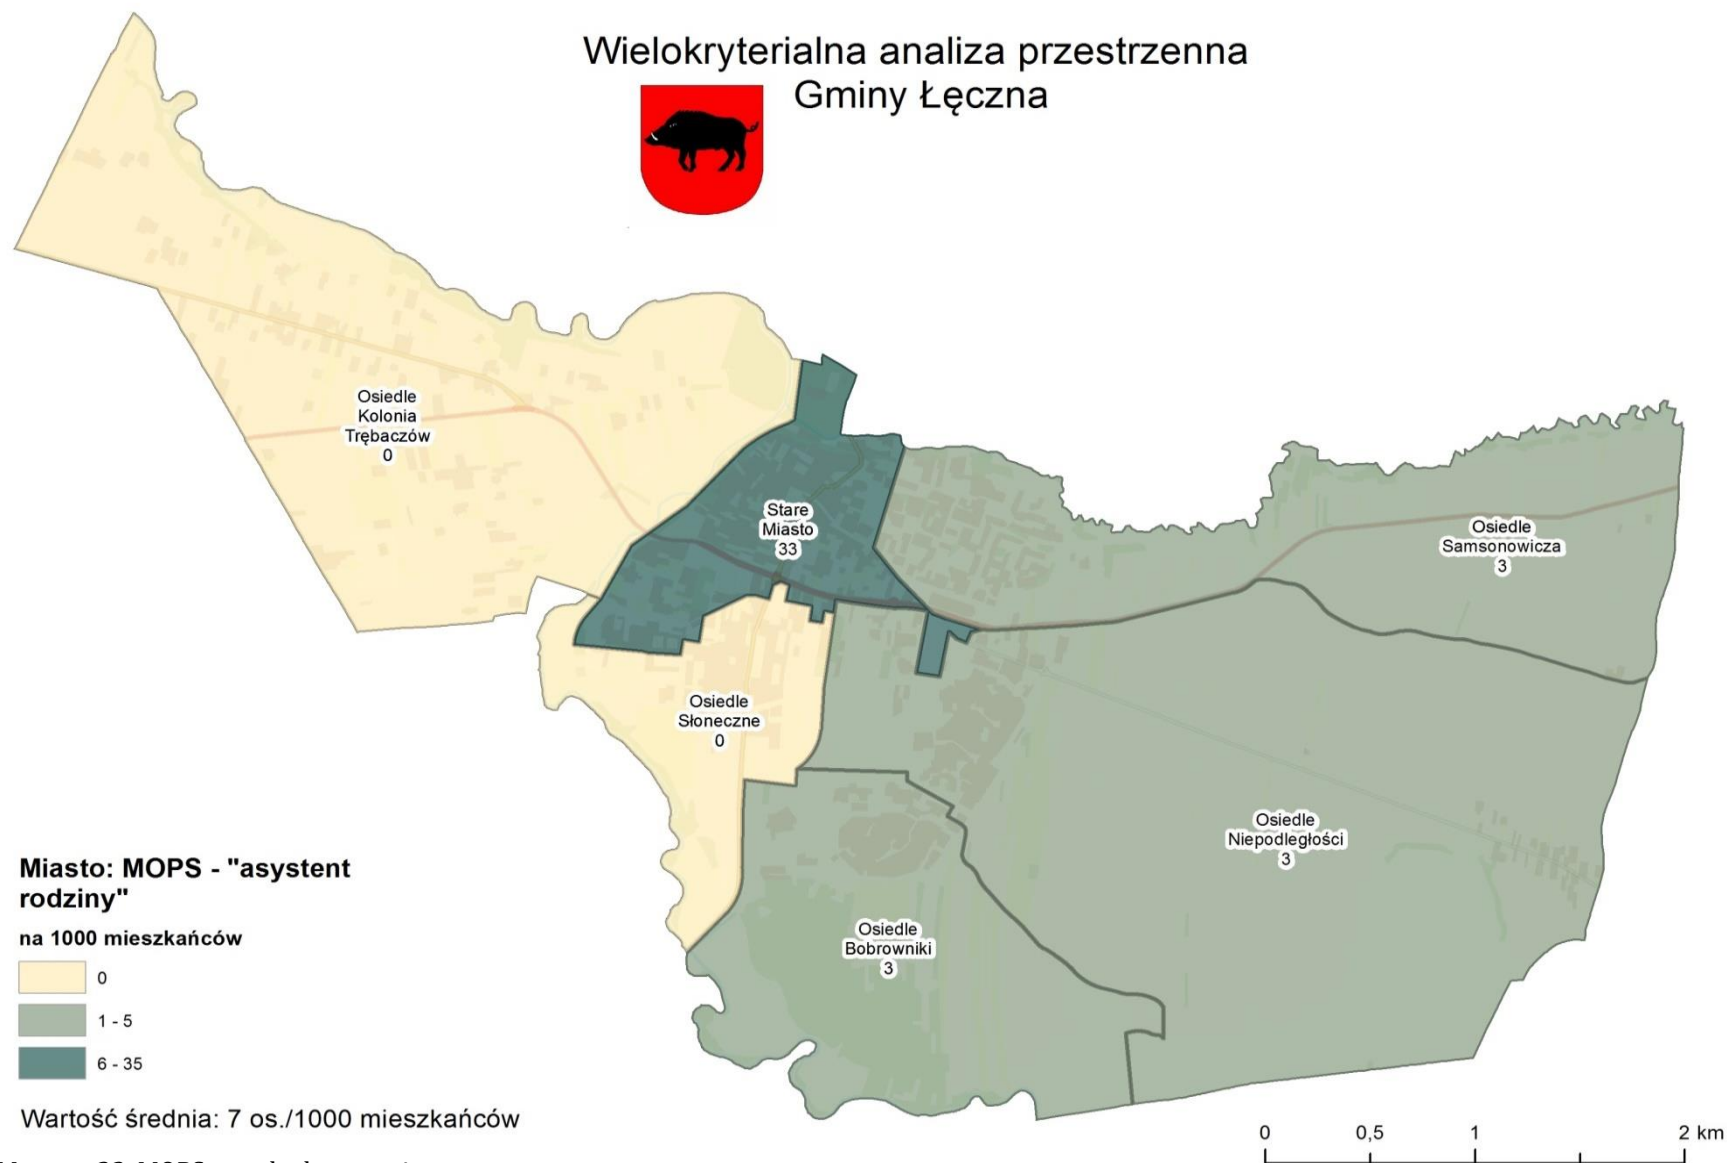 Wielokryterialna analiza przestrzenna
Gminy Łęczna
Osiedle
Kolonia
Trębaczów
0
Stare
Miasto
33
Osiedle
Samsonowicza
3
Osiedle
Słoneczne
0
Osiedle
Niepodległości
3
Osiedle
Bobrowniki
3
Miasto: MOPS - "asystent
rodziny"
na 1000 mieszkańców
0
1 - 5
6 - 35
Wartość średnia: 7 os./1000 mieszkańców
0 0,5 1 2 km